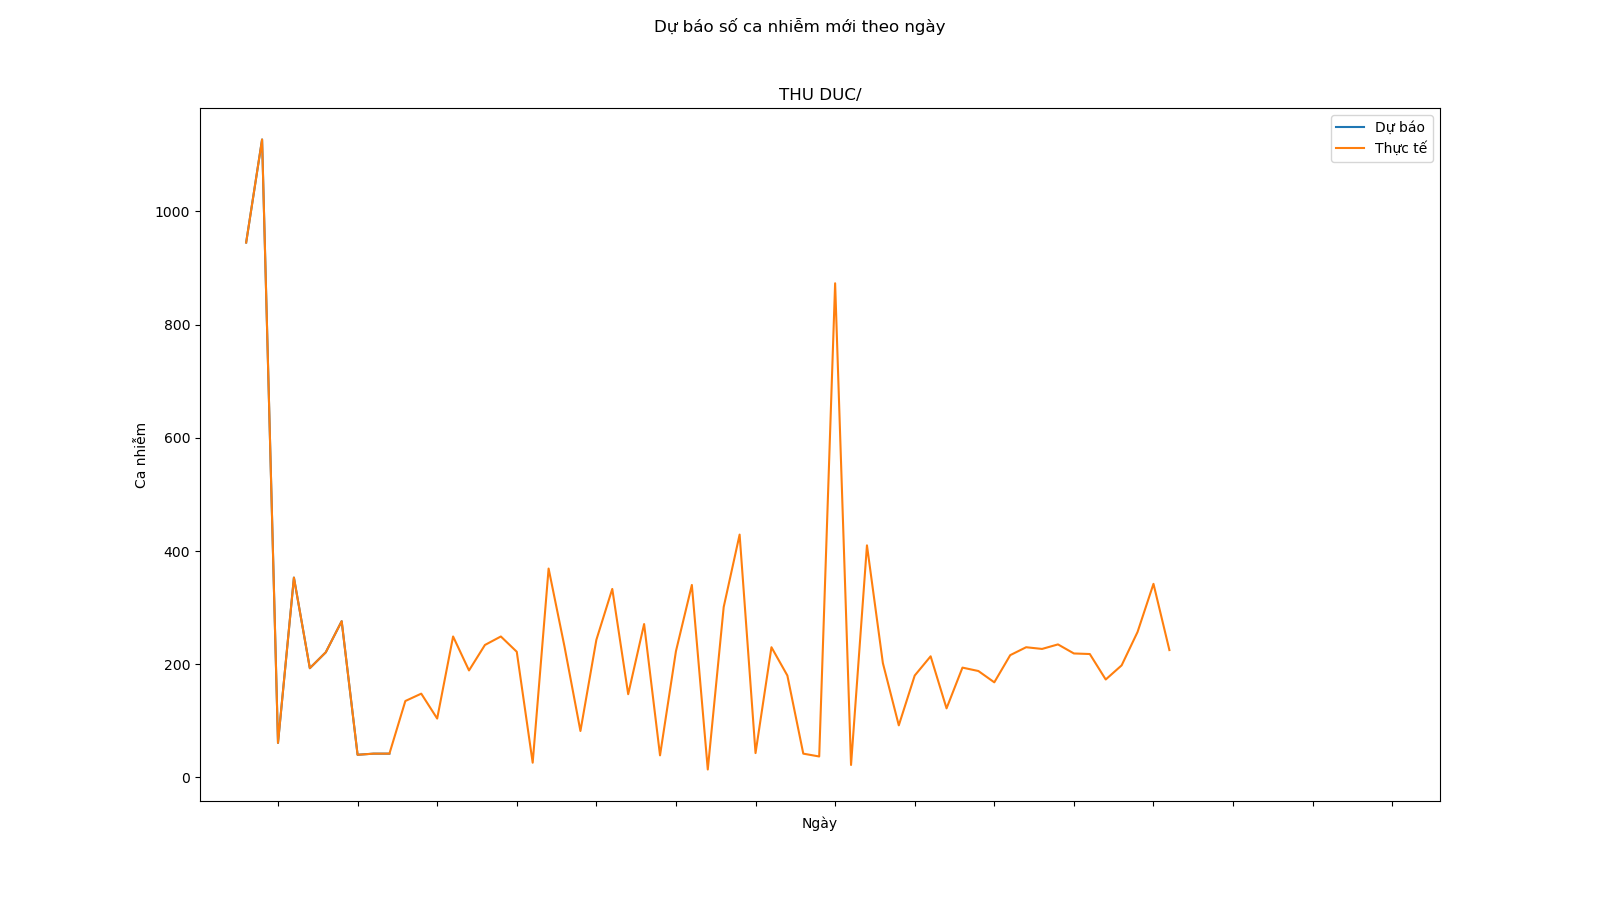 Dự báo số ca nhiễm mới theo ngày
THU DUC/
Dự báo
Thực tế
1000
800
600
400
200
0
Ca nhiễm
Ngày